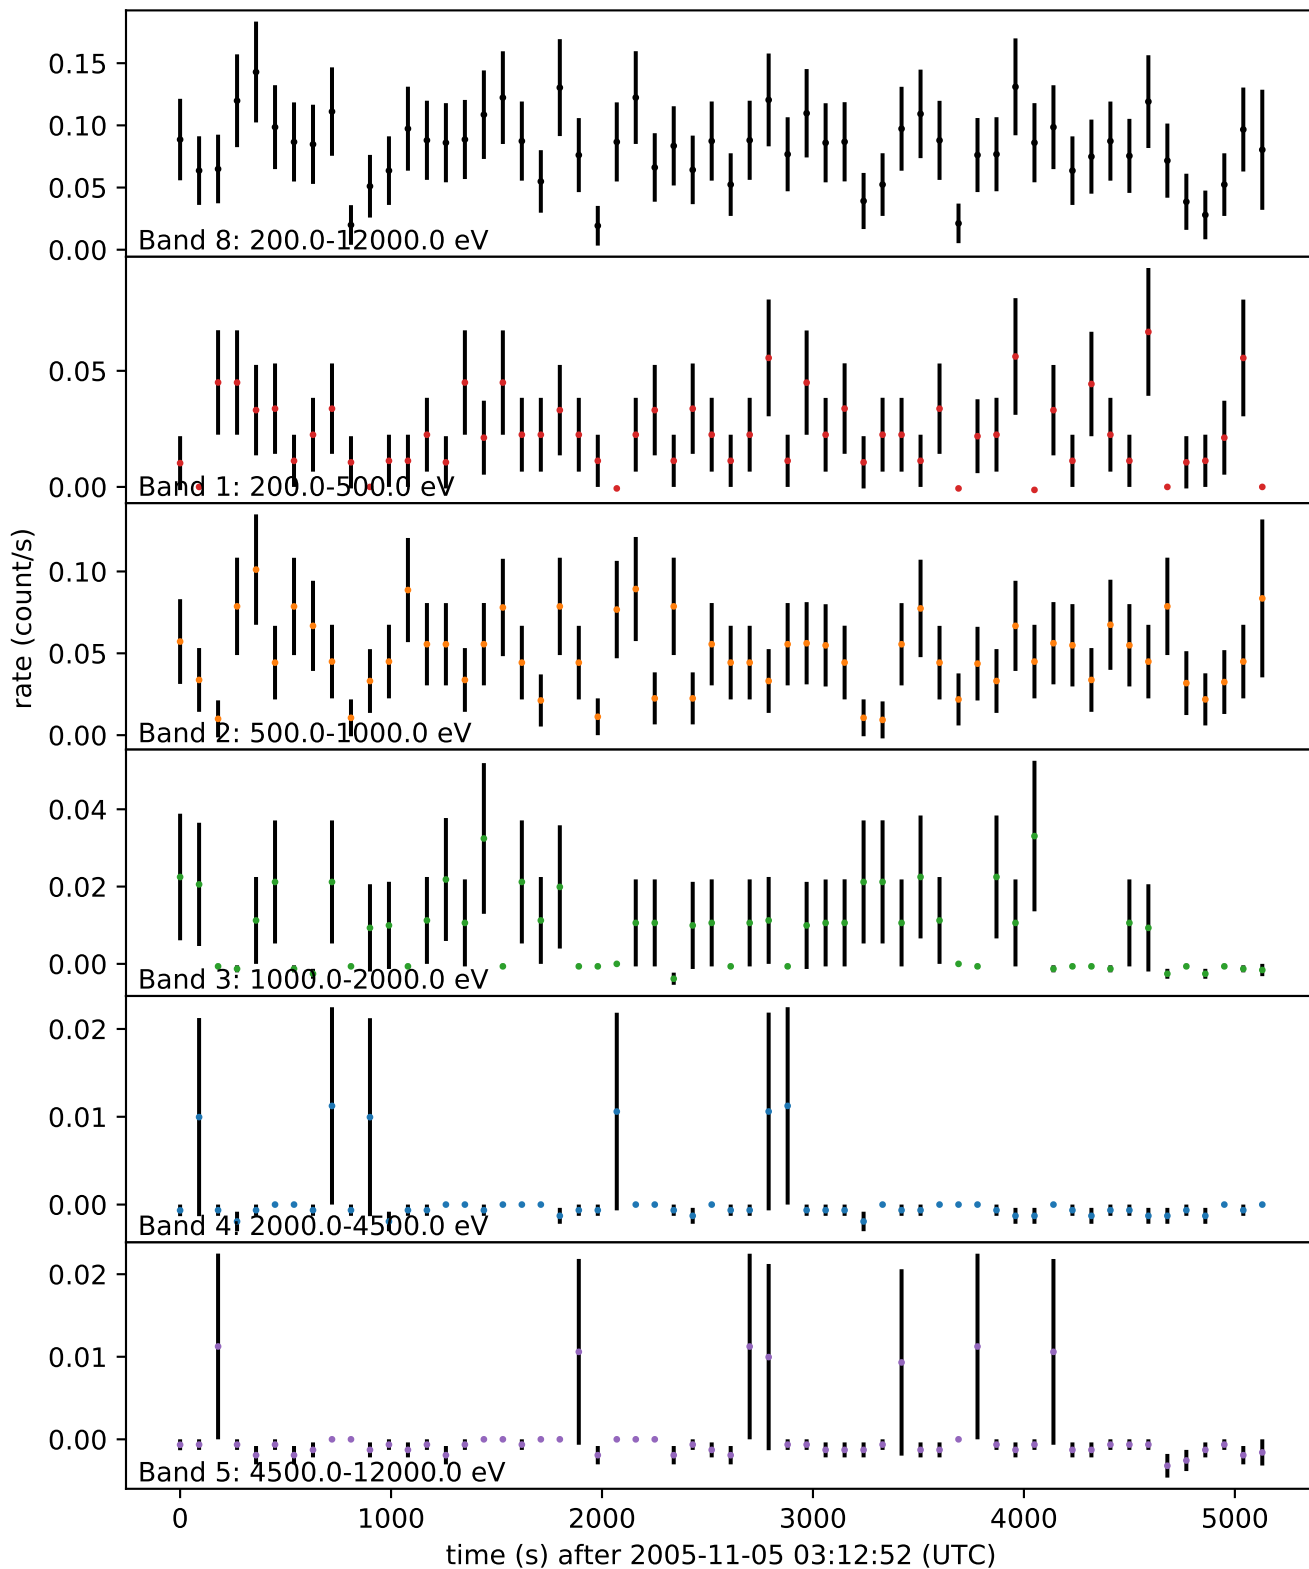 0.15
0.10
0.05
0.00
Band 8: 200.0-12000.0 eV
0.05
0.00
Band 1: 200.0-500.0 eV
rate (count/s)
0.10
0.05
0.00
Band 2: 500.0-1000.0 eV
0.04
0.02
0.00
Band 3: 1000.0-2000.0 eV
0.02
0.01
0.00
Band 4: 2000.0-4500.0 eV
0.02
0.01
0.00
Band 5: 4500.0-12000.0 eV
0 1000 2000 3000 4000 5000
time (s) after 2005-11-05 03:12:52 (UTC)